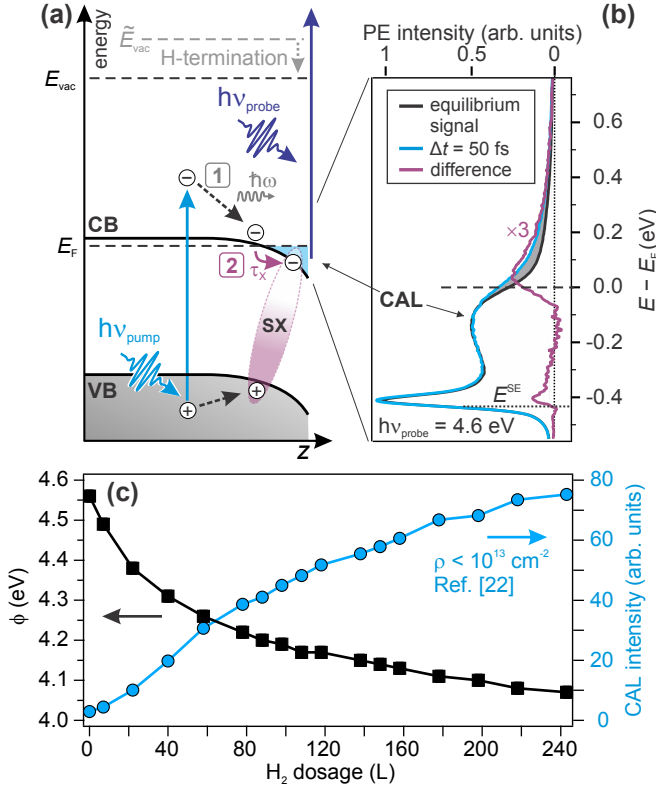 (a)
energy
Ẽvac
H-termination
Evac
hνprobe
1
ħω
CB
EF
2
τx
SX
hνpump
VB
z
PE intensity (arb. units)
(b)
1
0.5
0
equilibrium
signal
Δt = 50 fs
difference
×3
CAL
ESE
hνprobe = 4.6 eV
0.6
0.4
0.2
0.0
-0.2
-0.4
E − EF (eV)
(c)
4.6
4.5
4.4
4.3
4.2
4.1
4.0
ϕ (eV)
ρ < 10¹³ cm⁻²
Ref. [22]
80
60
40
20
0
CAL intensity (arb. units)
0
40
80
120
160
200
240
H₂ dosage (L)